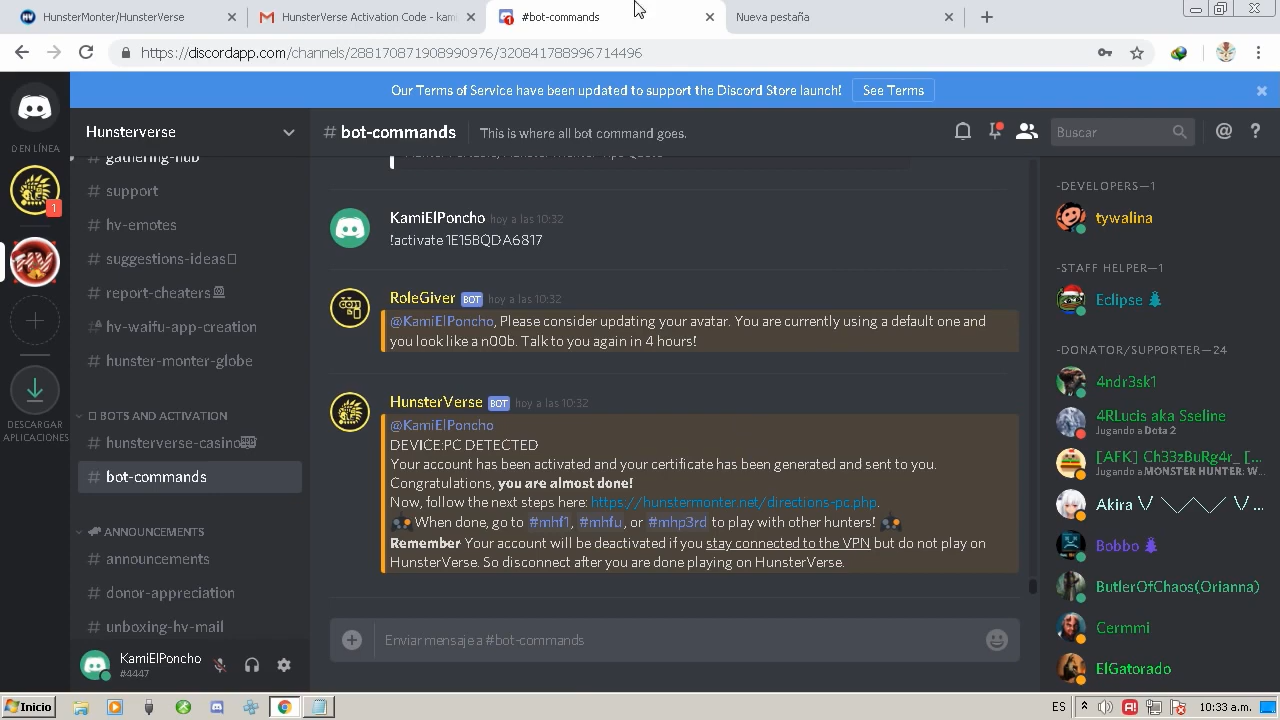 HunsterMonter/HunsterVerse
HunsterVerse Activation Code - kami
#bot-commands
Nueva pestaña
https://discordapp.com/channels/288170871908990976/320841788996714496
Our Terms of Service have been updated to support the Discord Store launch!
See Terms
Hunsterverse
# bot-commands
This is where all bot command goes.
Buscar
0 EN LÍNEA
1
DESCARGAR
APLICACIONES
gathering-hub
# support
# hv-emotes
# suggestions-ideas
# report-cheaters
# hv-waifu-app-creation
# hunster-monter-globe
BOTS AND ACTIVATION
# hunsterverse-casino
# bot-commands
ANNOUNCEMENTS
# announcements
# donor-appreciation
# unboxing-hv-mail
KamiElPoncho
#4447
KamiElPoncho hoy a las 10:32
!activate 1E15BQDA6817
RoleGiver BOT hoy a las 10:32
@KamiElPoncho, Please consider updating your avatar. You are currently using a default one and
you look like a n00b. Talk to you again in 4 hours!
HunsterVerse BOT hoy a las 10:32
@KamiElPoncho
DEVICE:PC DETECTED
Your account has been activated and your certificate has been generated and sent to you.
Congratulations, you are almost done!
Now, follow the next steps here: https://hunstermonter.net/directions-pc.php.
When done, go to #mhf1, #mhfu, or #mhp3rd to play with other hunters!
Remember Your account will be deactivated if you stay connected to the VPN but do not play on
HunsterVerse. So disconnect after you are done playing on HunsterVerse.
Enviar mensaje a #bot-commands
-DEVELOPERS—1
tywalina
-STAFF HELPER—1
Eclipse
-DONATOR/SUPPORTER—24
4ndr3sk1
4RLucis aka Sseline
Jugando a Dota 2
[AFK] Ch33zBuRg4r_ [...
Jugando a MONSTER HUNTER: W...
Akira
Bobbo
ButlerOfChaos(Orianna)
Cermmi
ElGatorado
Inicio
ES
10:33 a.m.